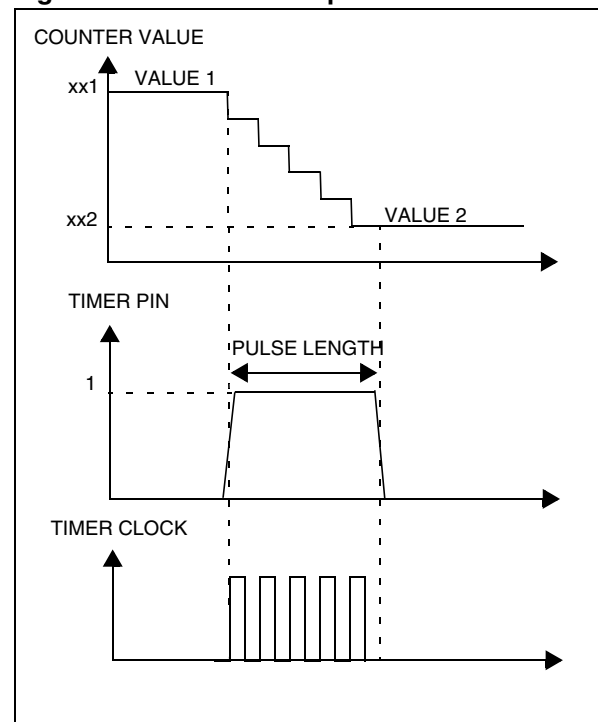 COUNTER VALUE
xx1
VALUE 1
xx2
VALUE 2
TIMER PIN
PULSE LENGTH
1
TIMER CLOCK